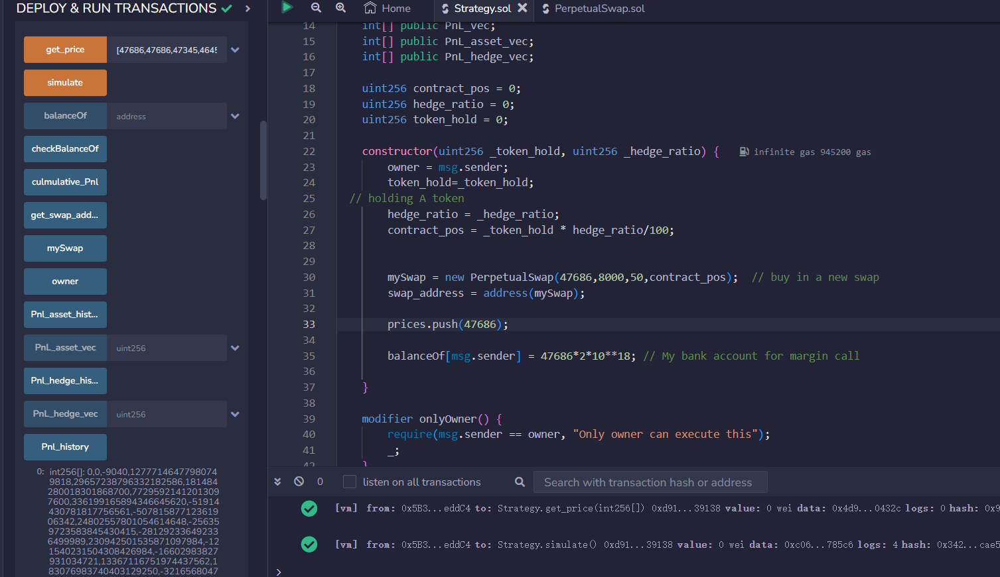 DEPLOY & RUN TRANSACTIONS
get_price [47686,47686,47345,4645
simulate
balanceOf address
checkBalanceOf
culmulative_Pnl
get_swap_add...
mySwap
owner
Pnl_asset_hist...
PnL_asset_vec uint256
Pnl_hedge_his...
PnL_hedge_vec uint256
Pnl_history
0: int256[]: 0,0,-9040,1277714647798074
9818,296572387963332182586,181484
280018301868700,7729592141201309
7600,336199165894346645620,-51914
430781817756561,-507815877123619
06342,24802557801054614648,-25635
9723583845430415,-28129233649233
6499989,230942501535871097984,-12
1540231504308426984,-16602983827
931034721,13367116751974437562,18
8307698374040312925​0,-3216568047
Home Strategy.sol PerpetualSwap.sol
14 int[] public PnL_vec;
15 int[] public PnL_asset_vec;
16 int[] public PnL_hedge_vec;
17
18 uint256 contract_pos = 0;
19 uint256 hedge_ratio = 0;
20 uint256 token_hold = 0;
21
22 constructor(uint256 _token_hold, uint256 _hedge_ratio) { infinite gas 945200 gas
23 owner = msg.sender;
24 token_hold=_token_hold;
25 // holding A token
26 hedge_ratio = _hedge_ratio;
27 contract_pos = _token_hold * hedge_ratio/100;
28
29
30 mySwap = new PerpetualSwap(47686,8000,50,contract_pos); // buy in a new swap
31 swap_address = address(mySwap);
32
33 prices.push(47686);
34
35 balanceOf[msg.sender] = 47686*2*10**18; // My bank account for margin call
36
37 }
38
39 modifier onlyOwner() {
40 require(msg.sender == owner, "Only owner can execute this");
41 _;
42 }
0 listen on all transactions Search with transaction hash or address
[vm] from: 0x5B3...eddC4 to: Strategy.get_price(int256[]) 0xd91...39138 value: 0 wei data: 0x4d9...0432c logs: 0 hash: 0x9
[vm] from: 0x5B3...eddC4 to: Strategy.simulate() 0xd91...39138 value: 0 wei data: 0xc06...785c6 logs: 4 hash: 0x342...cae5
>